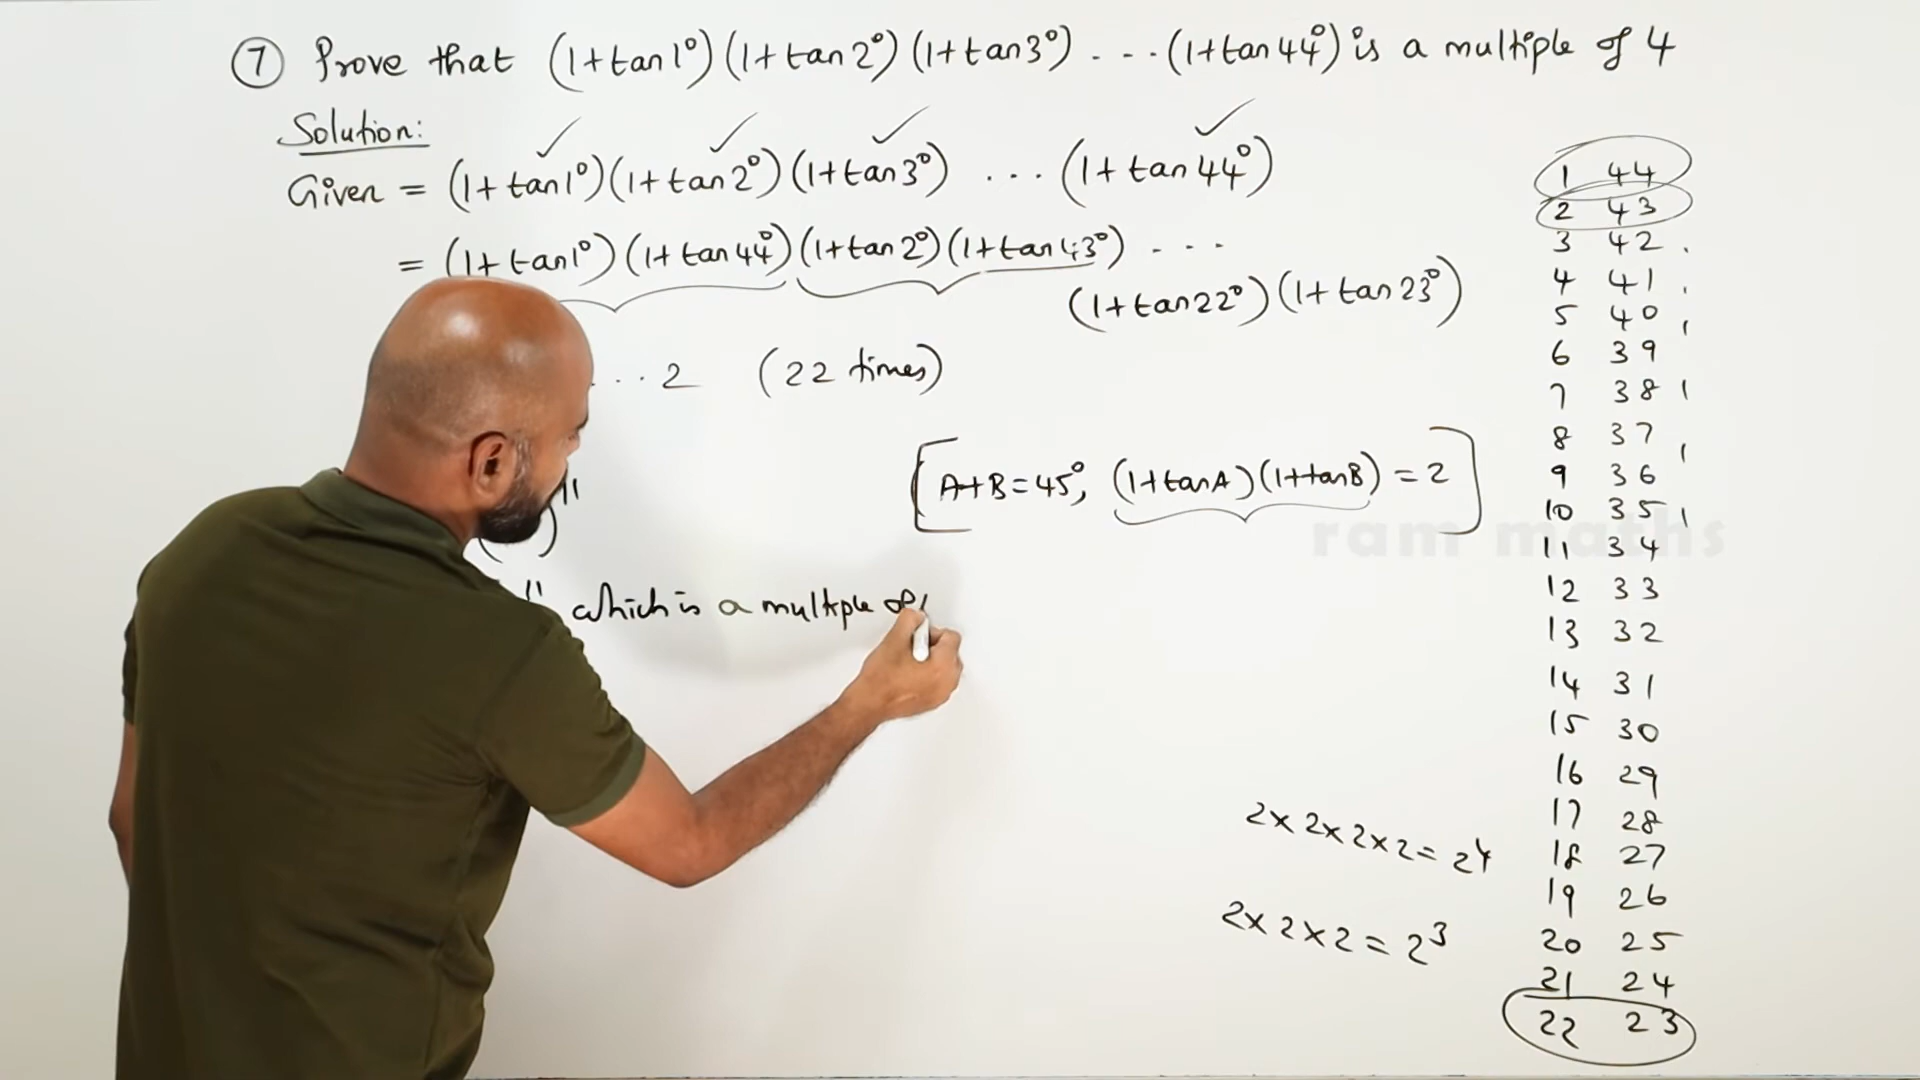 ⑦ Prove that (1+tan1°)(1+tan2°)(1+tan3°) . - . (1+tan44°) is a multiple of 4
Solution:
Given = (1+tan1°)(1+tan2°)(1+tan3°) ... (1+tan44°)
= (1+tan1°)(1+tan44°)(1+tan2°)(1+tan43°) - - -
(1+tan22°)(1+tan23°)
... 2 (22 times)
[A+B=45°, (1+tanA)(1+tanB) = 2]
( )11
11 which is a multiple of
2×2×2×2=2⁴
2×2×2=2³
1 44
2 43
3 42
4 41
5 40
6 39
7 38
8 37
9 36
10 35
11 34
12 33
13 32
14 31
15 30
16 29
17 28
18 27
19 26
20 25
21 24
22 23
ram maths